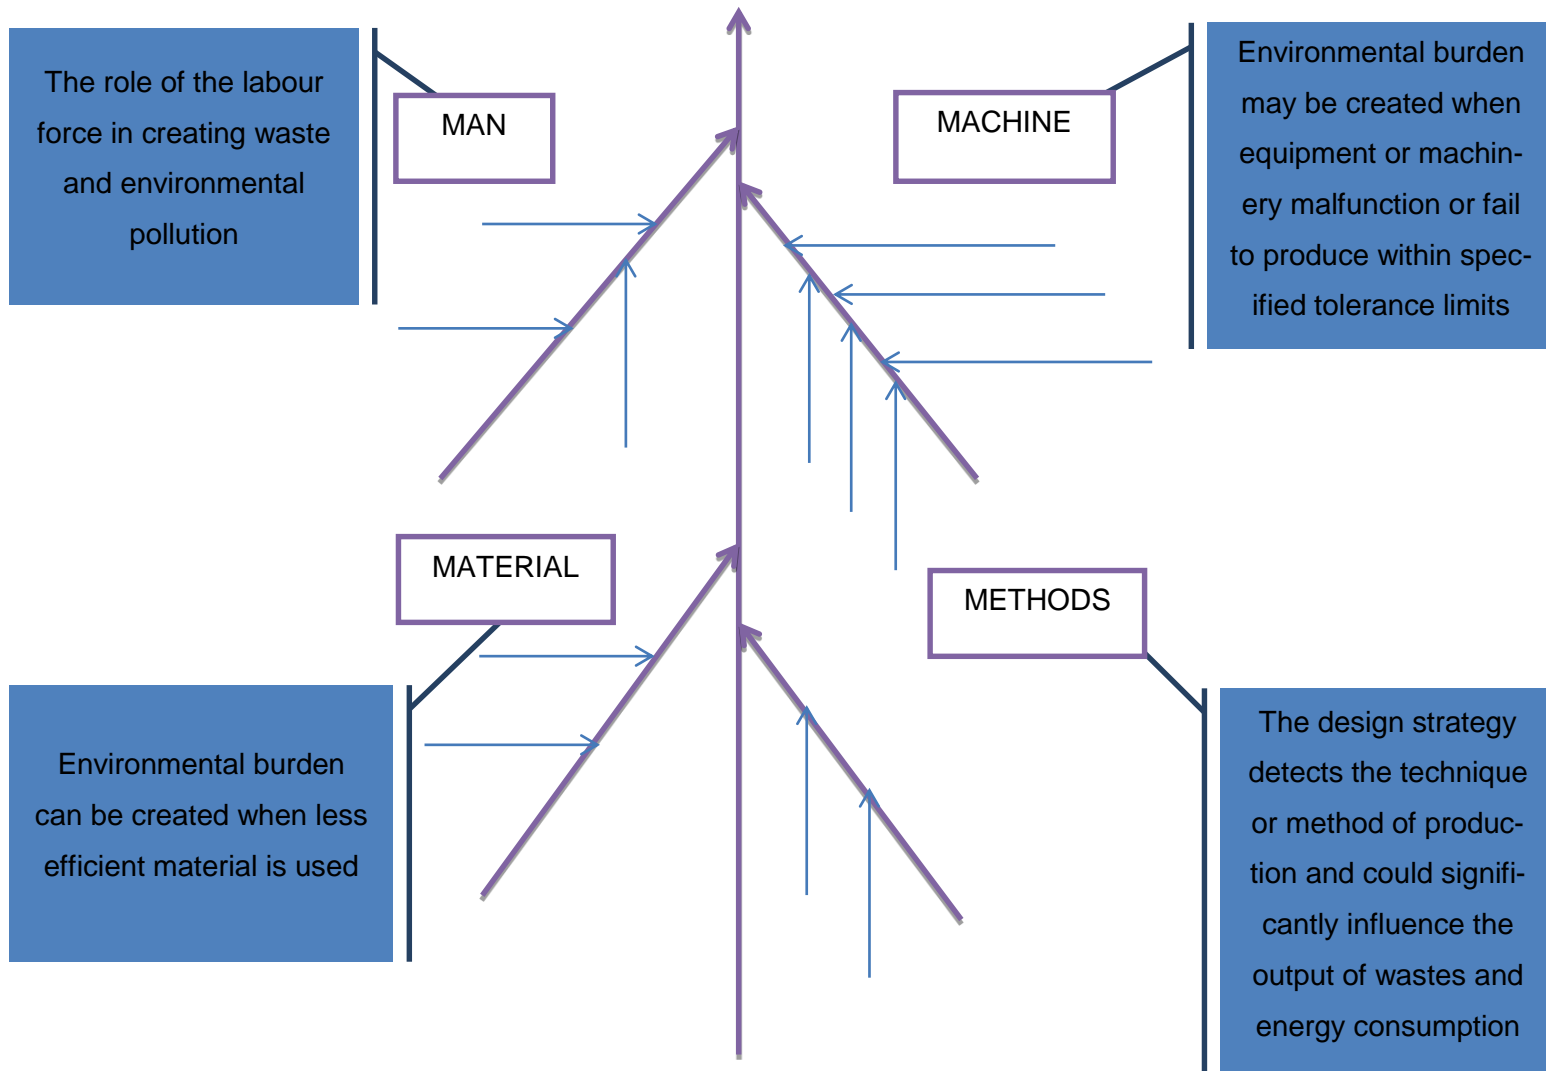 The role of the labour
force in creating waste
and environmental
pollution
MAN
MACHINE
Environmental burden
may be created when
equipment or machin-
ery malfunction or fail
to produce within spec-
ified tolerance limits
MATERIAL
METHODS
Environmental burden
can be created when less
efficient material is used
The design strategy
detects the technique
or method of produc-
tion and could signifi-
cantly influence the
output of wastes and
energy consumption